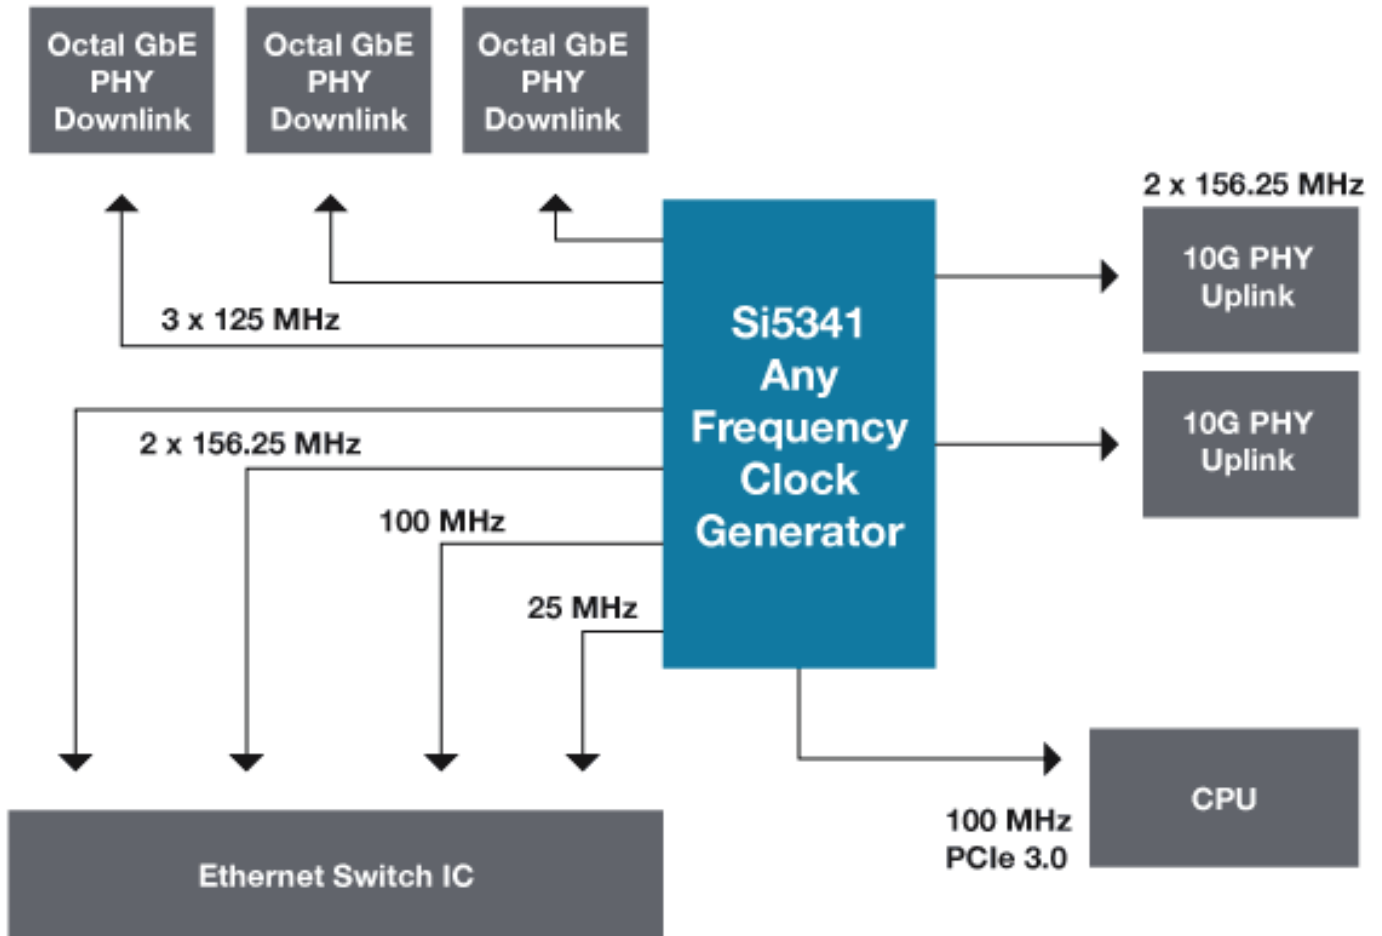 Octal GbE
PHY
Downlink
Octal GbE
PHY
Downlink
Octal GbE
PHY
Downlink
2 x 156.25 MHz
10G PHY
Uplink
3 x 125 MHz
Si5341
Any
Frequency
Clock
Generator
10G PHY
Uplink
2 x 156.25 MHz
100 MHz
25 MHz
CPU
100 MHz
PCIe 3.0
Ethernet Switch IC